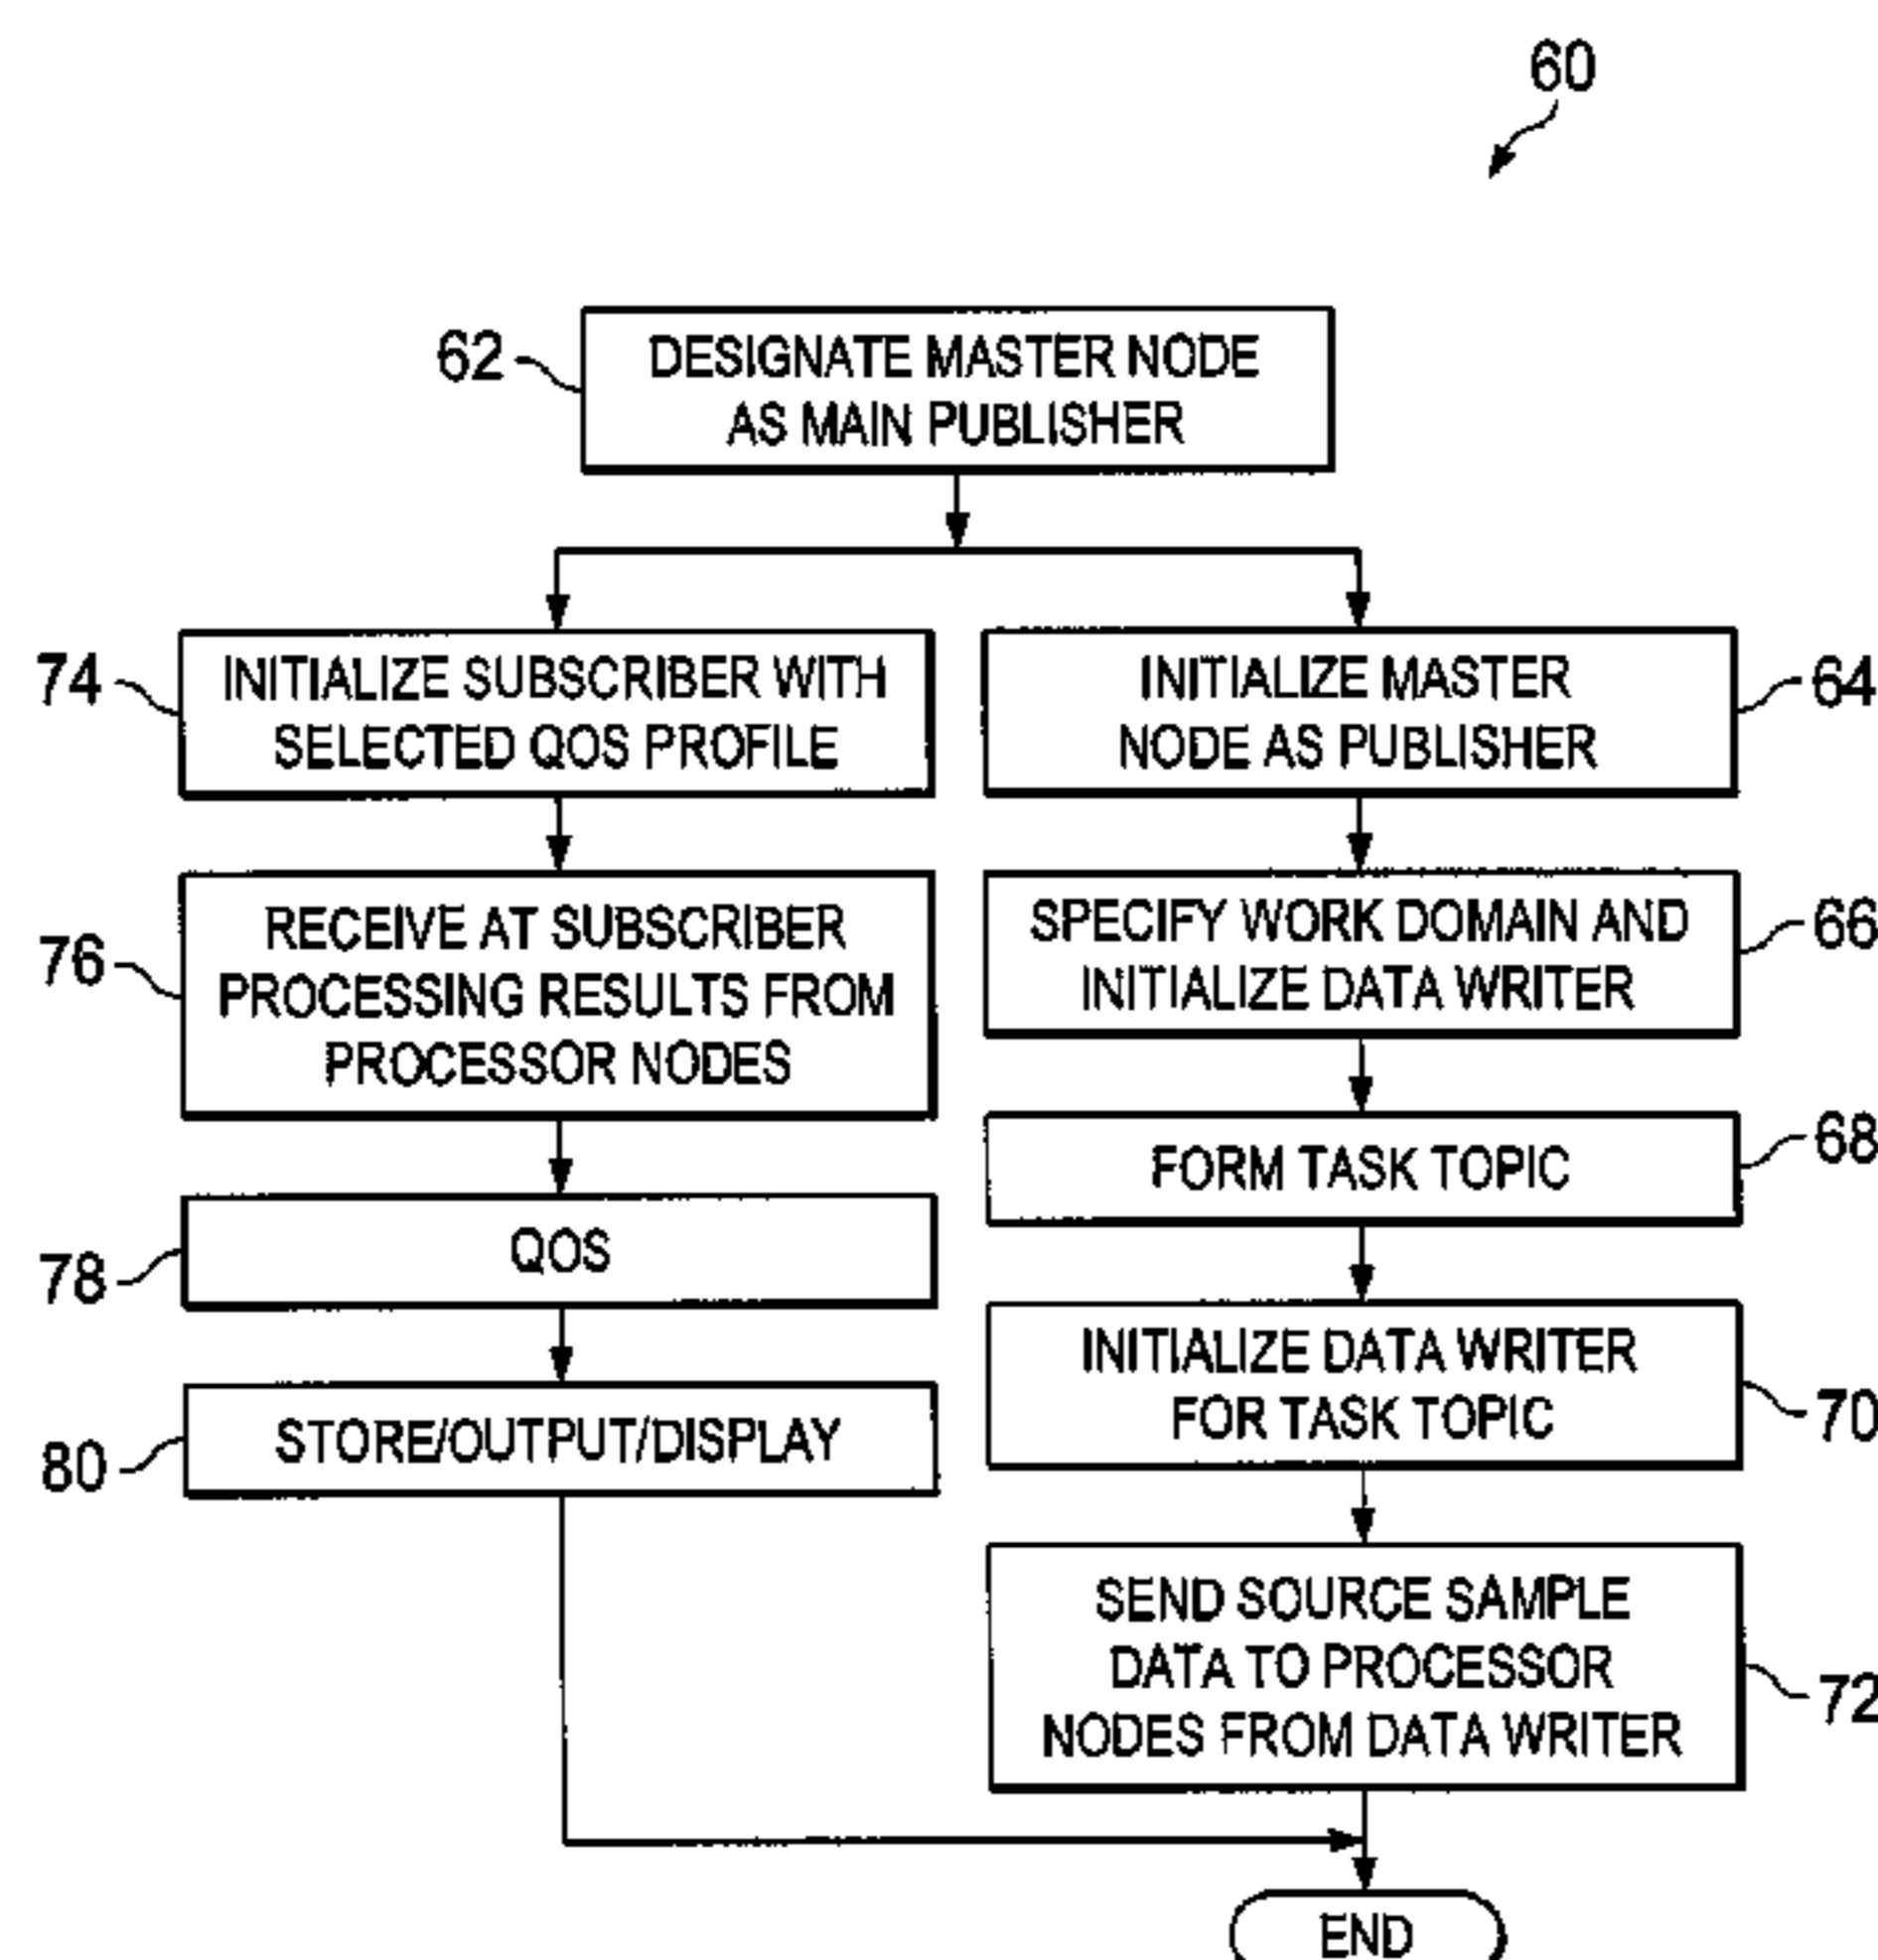 60
62
DESIGNATE MASTER NODE
AS MAIN PUBLISHER
74
INITIALIZE SUBSCRIBER WITH
SELECTED QOS PROFILE
76
RECEIVE AT SUBSCRIBER
PROCESSING RESULTS FROM
PROCESSOR NODES
78
QOS
80
STORE/OUTPUT/DISPLAY
INITIALIZE MASTER
NODE AS PUBLISHER
64
SPECIFY WORK DOMAIN AND
INITIALIZE DATA WRITER
66
FORM TASK TOPIC
68
INITIALIZE DATA WRITER
FOR TASK TOPIC
70
SEND SOURCE SAMPLE
DATA TO PROCESSOR
NODES FROM DATA WRITER
72
END